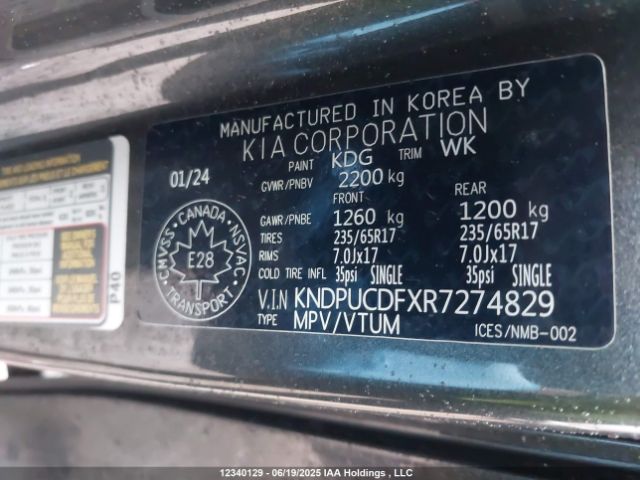 MANUFACTURED IN KOREA BY
KIA CORPORATION
01/24
PAINT KDG TRIM WK
GVWR/PNBV 2200 kg
FRONT REAR
GAWR/PNBE 1260 kg 1200 kg
TIRES 235/65R17 235/65R17
RIMS 7.0Jx17 7.0Jx17
COLD TIRE INFL 35psi SINGLE 35psi SINGLE
V.I.N KNDPUCDFXR7274829
TYPE MPV/VTUM
ICES/NMB-002
CMVSS · CANADA · NSVAC · TRANSPORT ·
E28
P40
12340129 - 06/19/2025 IAA Holdings , LLC